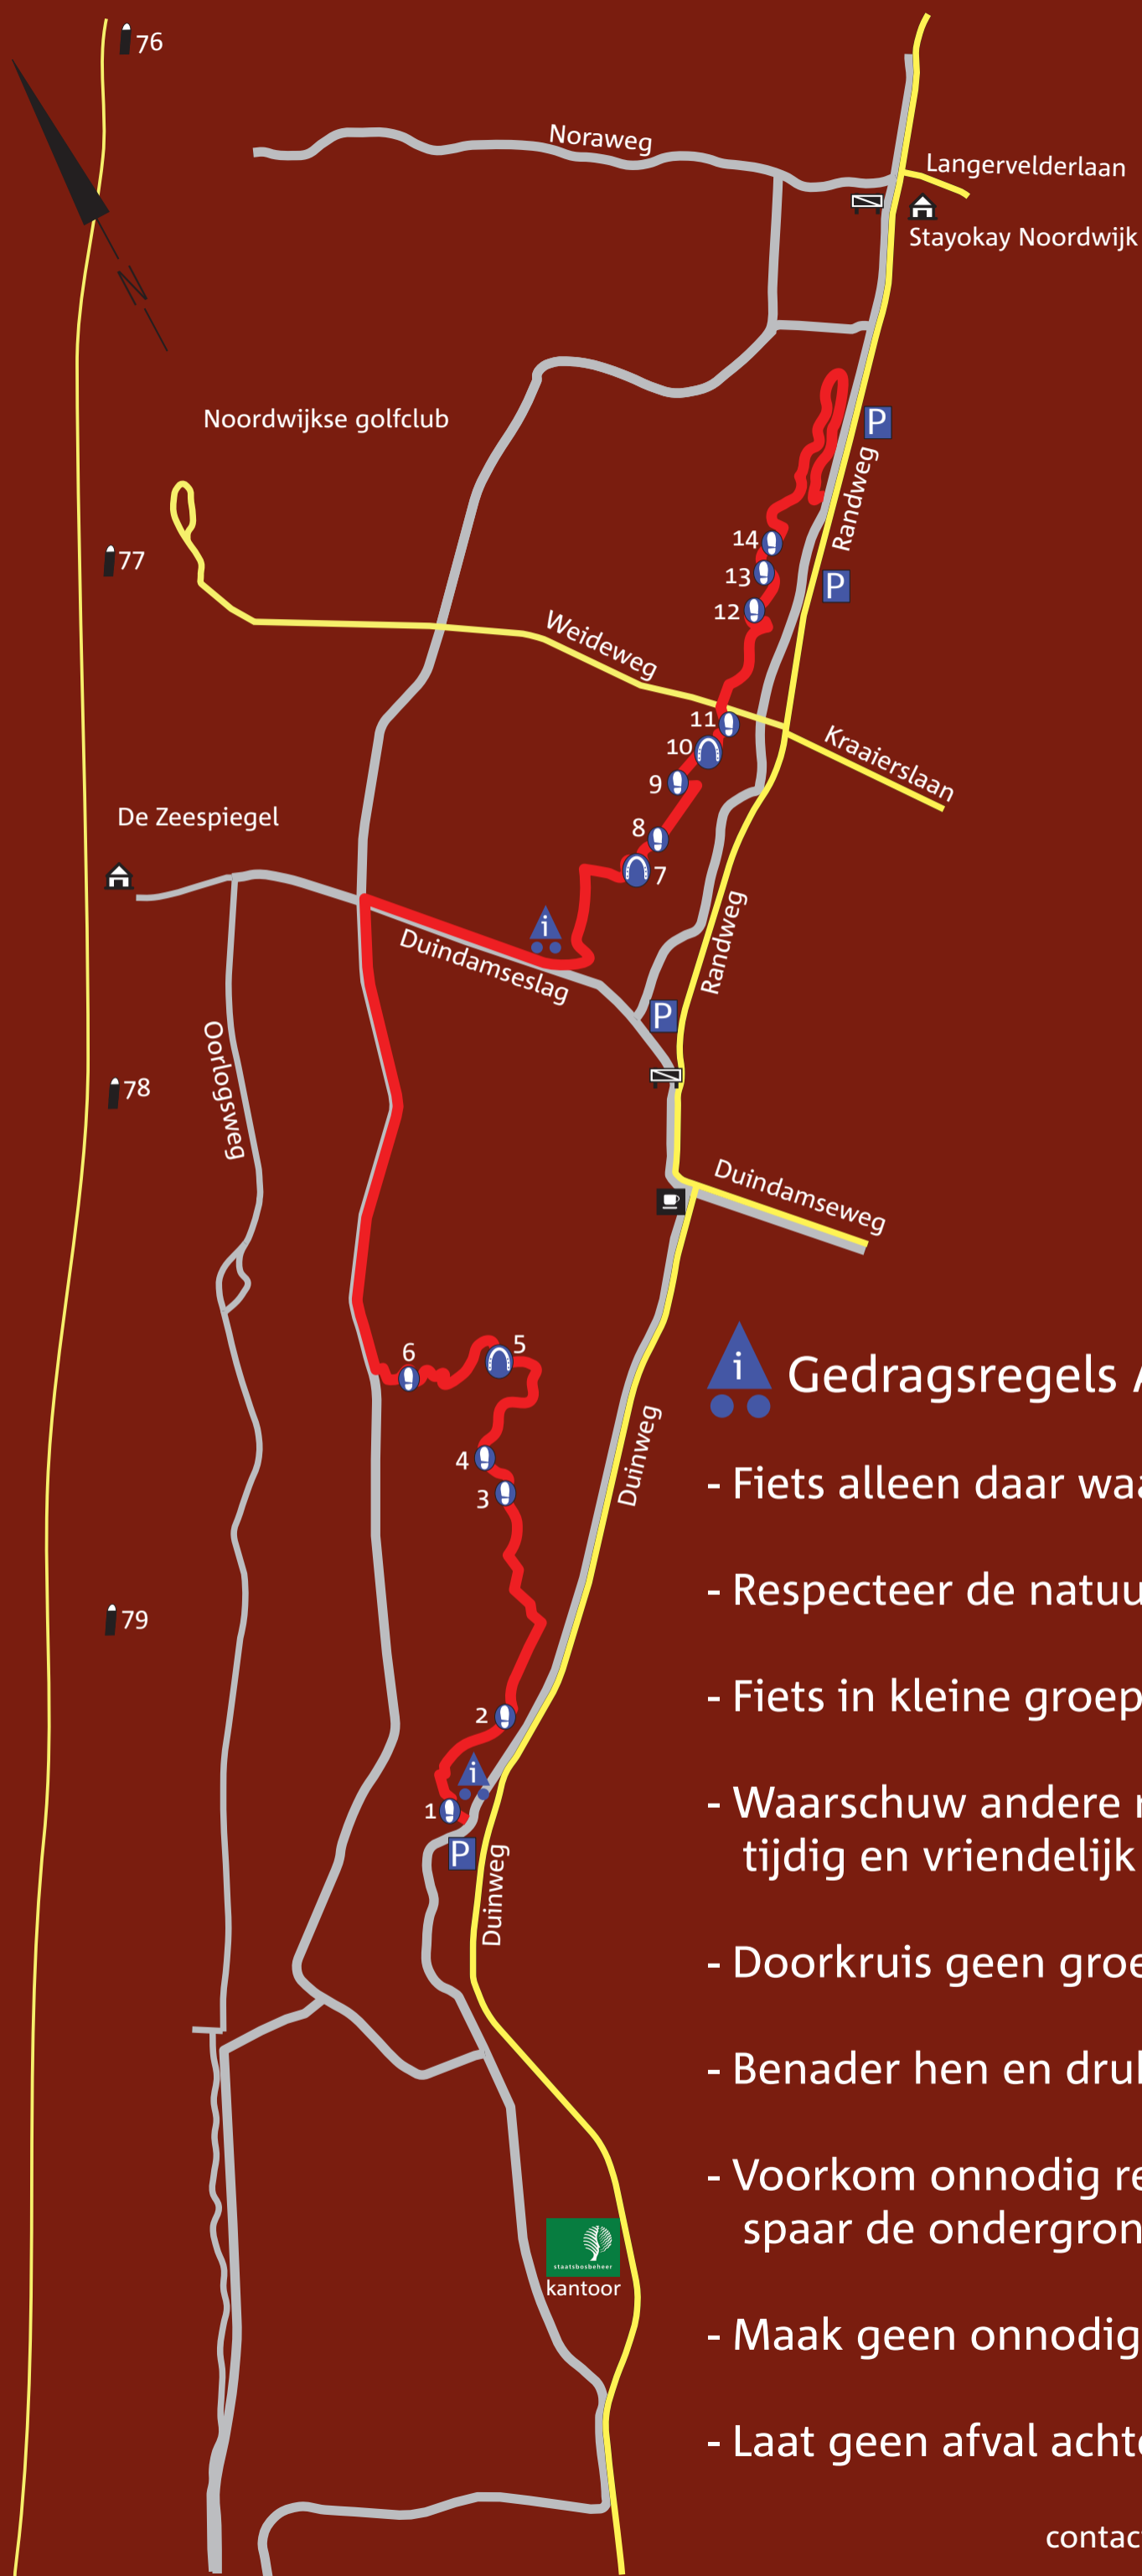 76
Noraweg
Langervelderlaan
Stayokay Noordwijk
N
Noordwijkse golfclub
P
Randweg
77
14
13
P
12
Weideweg
11
10
Kraaierslaan
9
De Zeespiegel
8
7
i
Randweg
Duindamseslag
P
Oorlogsweg
78
Duindamseweg
5
6
i Gedragsregels
Duinweg
4
3
- Fiets alleen daar
- Respecteer de
79
- Fiets in kleine
2
i
- Waarschuw andere
1
tijdig en vriendelijk
P
Duinweg
- Doorkruis geen
- Benader hen en
- Voorkom onnodig
spaar de
staatsbosbeheer
kantoor
- Maak geen onnodig
- Laat geen afval